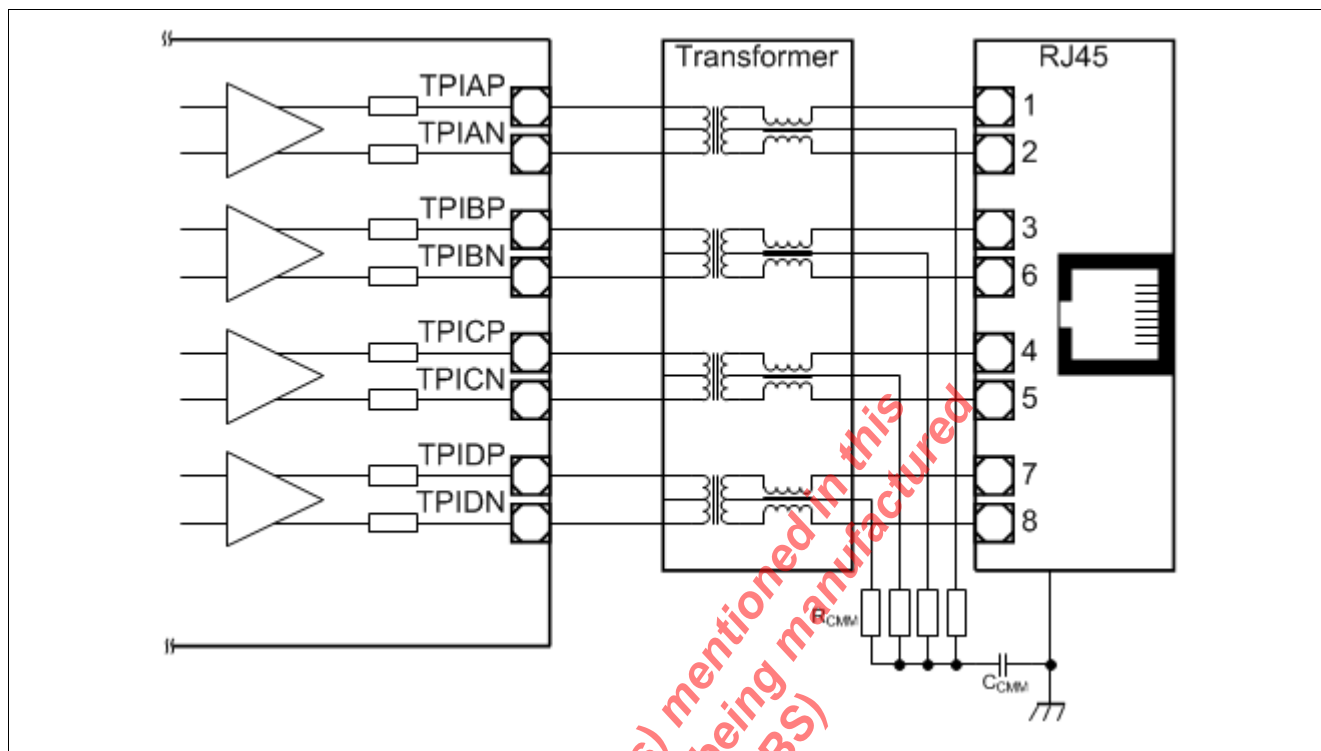 Transformer
RJ45
TPIAP
TPIAN
TPIBP
TPIBN
TPICP
TPICN
TPIDP
TPIDN
1
2
3
6
4
5
7
8
RCMM
CCMM
s) mentioned in this
being manufactured
BS)